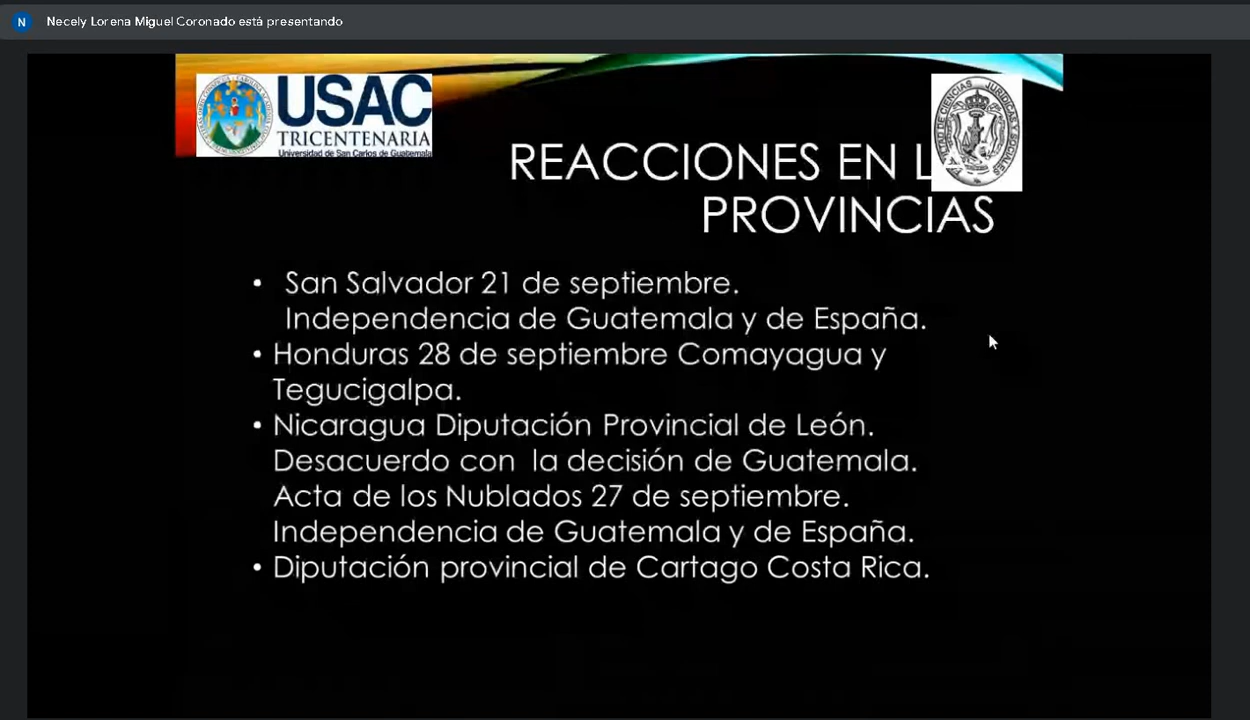 N Necely Lorena Miguel Coronado está presentando
USAC
TRICENTENARIA
Universidad de San Carlos de Guatemala
REACCIONES EN
PROVINCIAS
• San Salvador 21 de septiembre.
Independencia de Guatemala y de España.
• Honduras 28 de septiembre Comayagua y
Tegucigalpa.
• Nicaragua Diputación Provincial de León.
Desacuerdo con la decisión de Guatemala.
Acta de los Nublados 27 de septiembre.
Independencia de Guatemala y de España.
• Diputación provincial de Cartago Costa Rica.